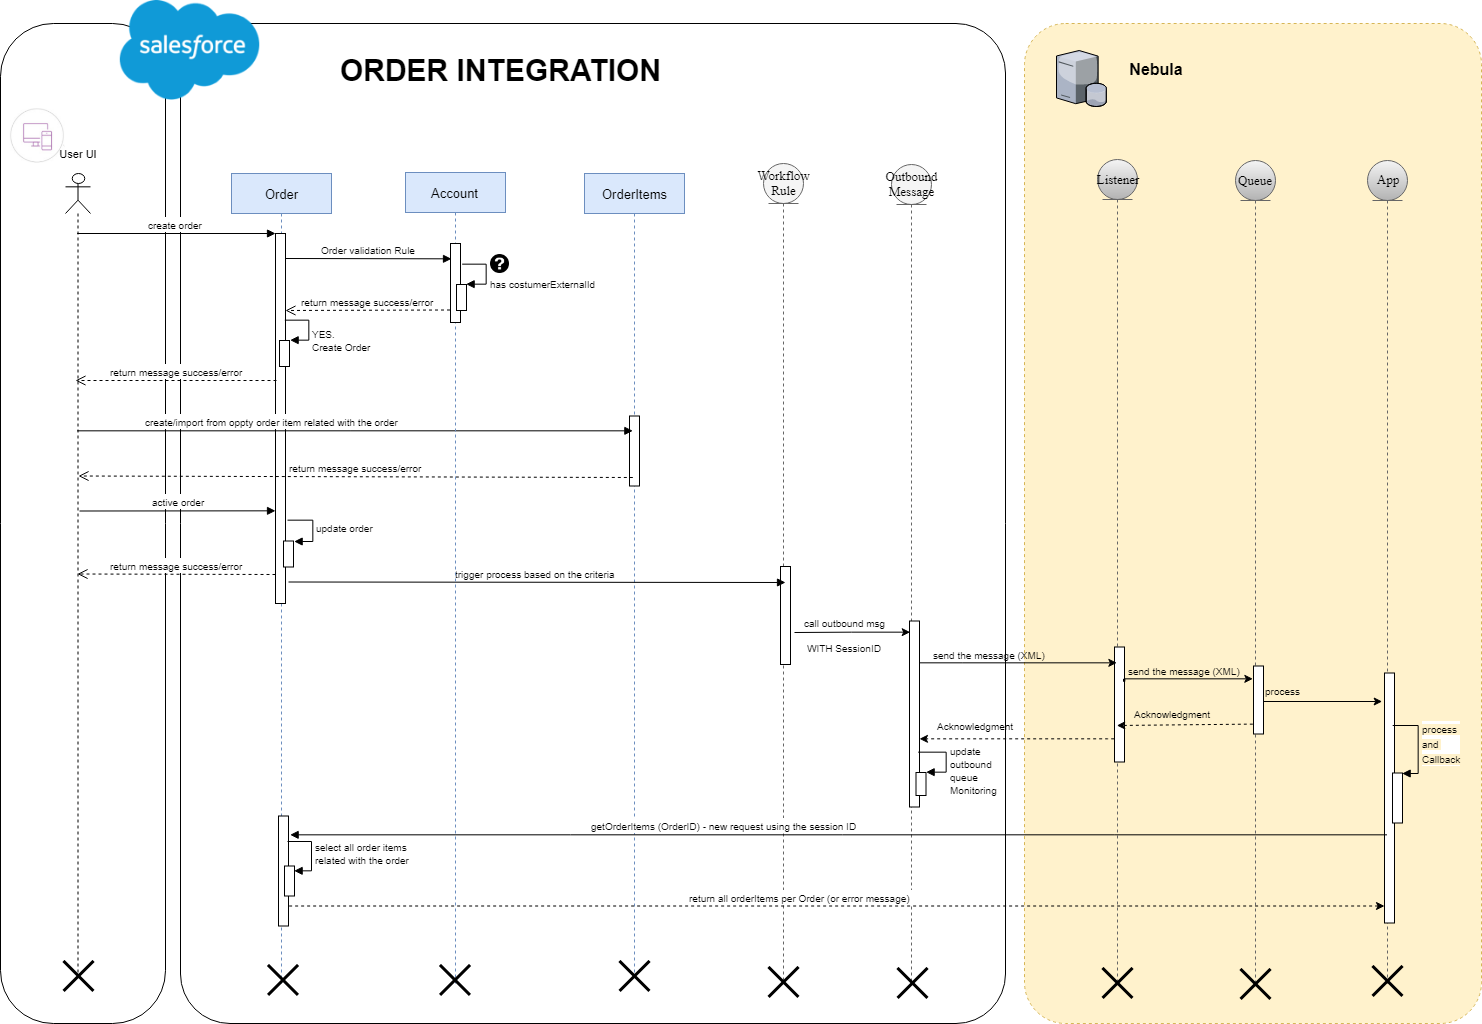 salesforce
ORDER INTEGRATION
Nebula
User UI
Order
Account
OrderItems
Workflow
Rule
Outbound
Message
Listener
Queue
App
create order
Order validation Rule
?
has costumerExternalId
return message success/error
YES.
Create Order
return message success/error
create/import from oppty order item related with the order
return message success/error
active order
update order
return message success/error
trigger process based on the criteria
call outbound msg
WITH SessionID
send the message (XML)
send the message (XML)
process
Acknowledgment
Acknowledgment
process
and
Callback
update
outbound
queue
Monitoring
getOrderItems (OrderID) - new request using the session ID
select all order items
related with the order
return all orderItems per Order (or error message)